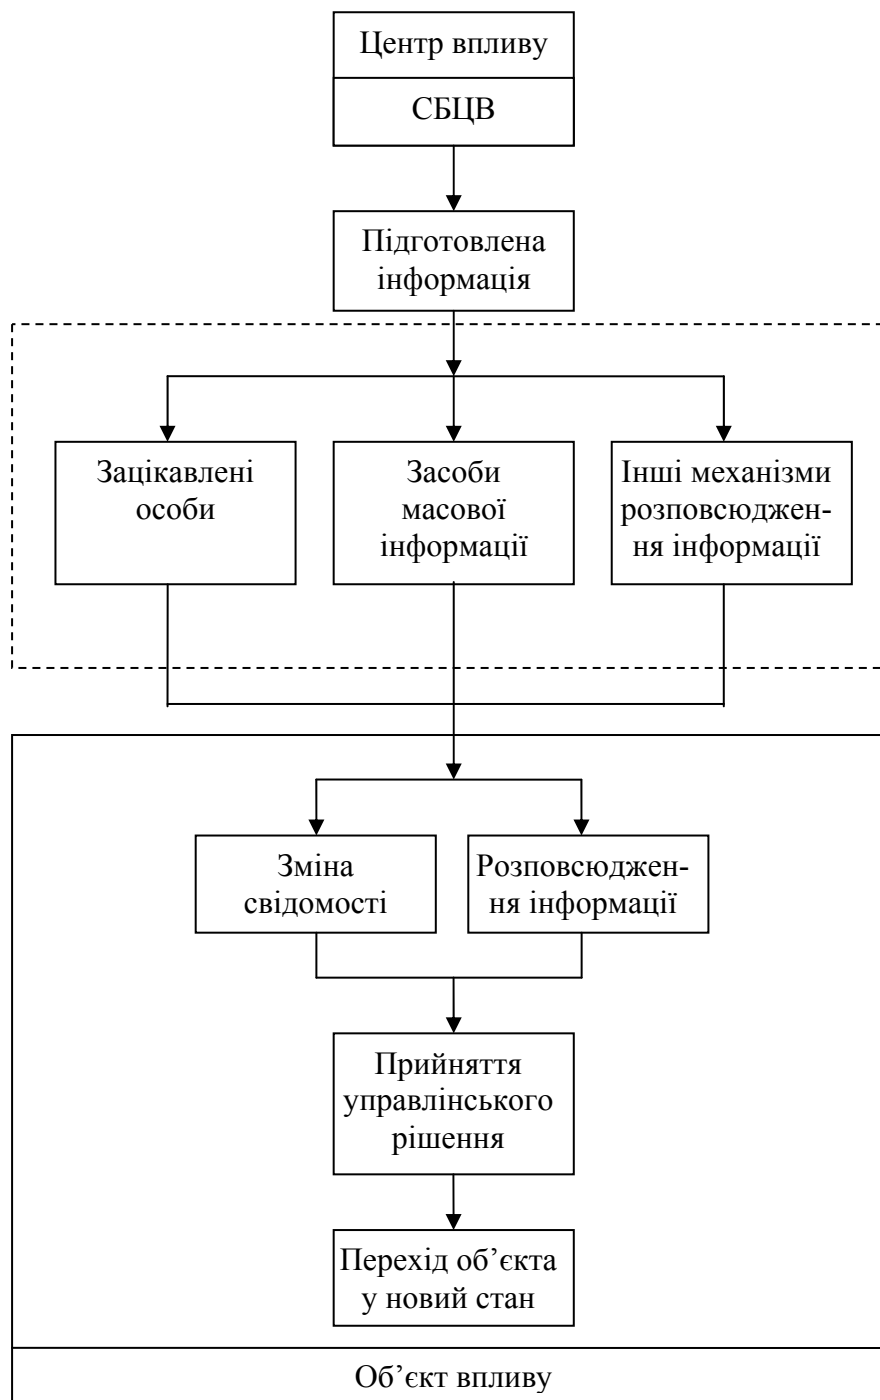 Центр впливу
СБЦВ
Підготовлена
інформація
Зацікавлені
особи
Засоби
масової
інформації
Інші механізми
розповсюджен-
ня інформації
Зміна
свідомості
Розповсюджен-
ня інформації
Прийняття
управлінського
рішення
Перехід об’єкта
у новий стан
Об’єкт впливу